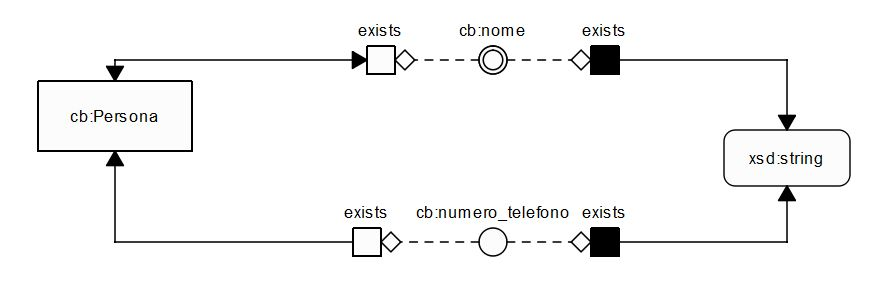 exists
cb:nome
exists
cb:Persona
xsd:string
exists
cb:numero_telefono
exists